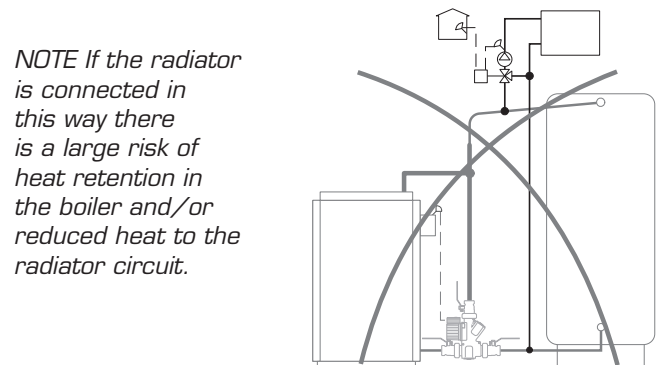 NOTE If the radiator
is connected in
this way there
is a large risk of
heat retention in
the boiler and/or
reduced heat to the
radiator circuit.